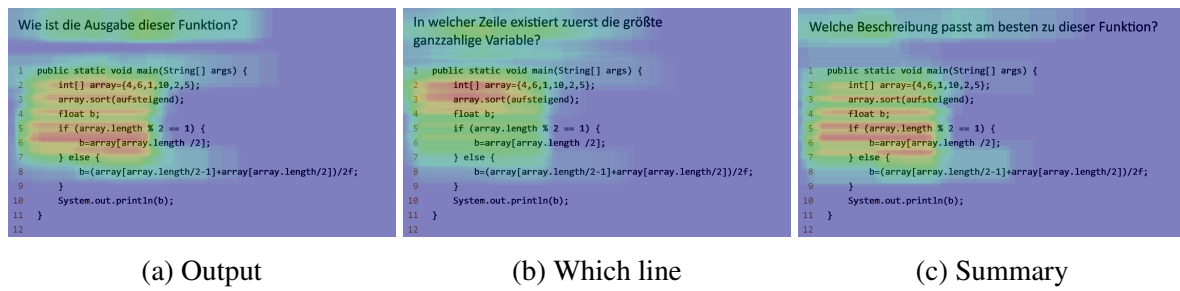 Wie ist die Ausgabe dieser Funktion?
1 public static void main(String[] args) {
2 int[] array={4,6,1,10,2,5};
3 array.sort(aufsteigend);
4 float b;
5 if (array.length % 2 == 1) {
6 b=array[array.length /2];
7 } else {
8 b=(array[array.length/2-1]+array[array.length/2])/2f;
9 }
10 System.out.println(b);
11 }
12
(a) Output
In welcher Zeile existiert zuerst die größte
ganzzahlige Variable?
1 public static void main(String[] args) {
2 int[] array={4,6,1,10,2,5};
3 array.sort(aufsteigend);
4 float b;
5 if (array.length % 2 == 1) {
6 b=array[array.length /2];
7 } else {
8 b=(array[array.length/2-1]+array[array.length/2])/2f;
9 }
10 System.out.println(b);
11 }
12
(b) Which line
Welche Beschreibung passt am besten zu dieser Funktion?
1 public static void main(String[] args) {
2 int[] array={4,6,1,10,2,5};
3 array.sort(aufsteigend);
4 float b;
5 if (array.length % 2 == 1) {
6 b=array[array.length /2];
7 } else {
8 b=(array[array.length/2-1]+array[array.length/2])/2f;
9 }
10 System.out.println(b);
11 }
12
(c) Summary